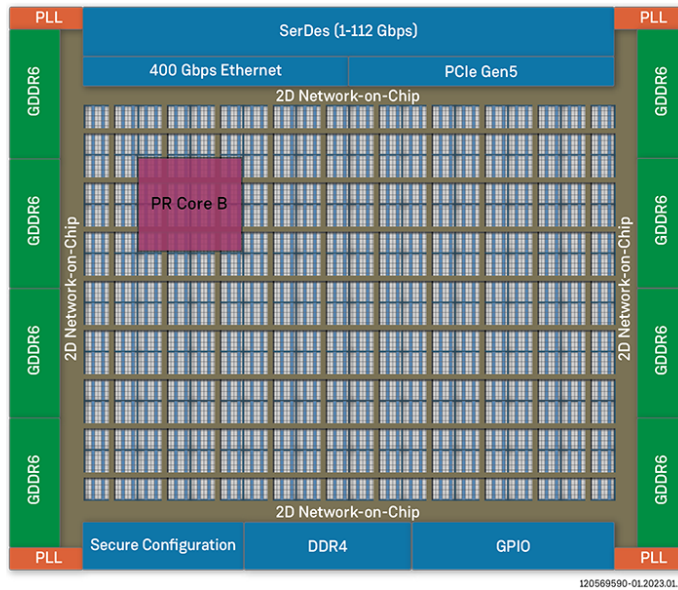 PLL
SerDes (1-112 Gbps)
PLL
400 Gbps Ethernet
PCIe Gen5
2D Network-on-Chip
GDDR6
GDDR6
GDDR6
GDDR6
2D Network-on-Chip
PR Core B
2D Network-on-Chip
GDDR6
GDDR6
GDDR6
GDDR6
2D Network-on-Chip
Secure Configuration
DDR4
GPIO
PLL
PLL
120569590-01.2023.01.